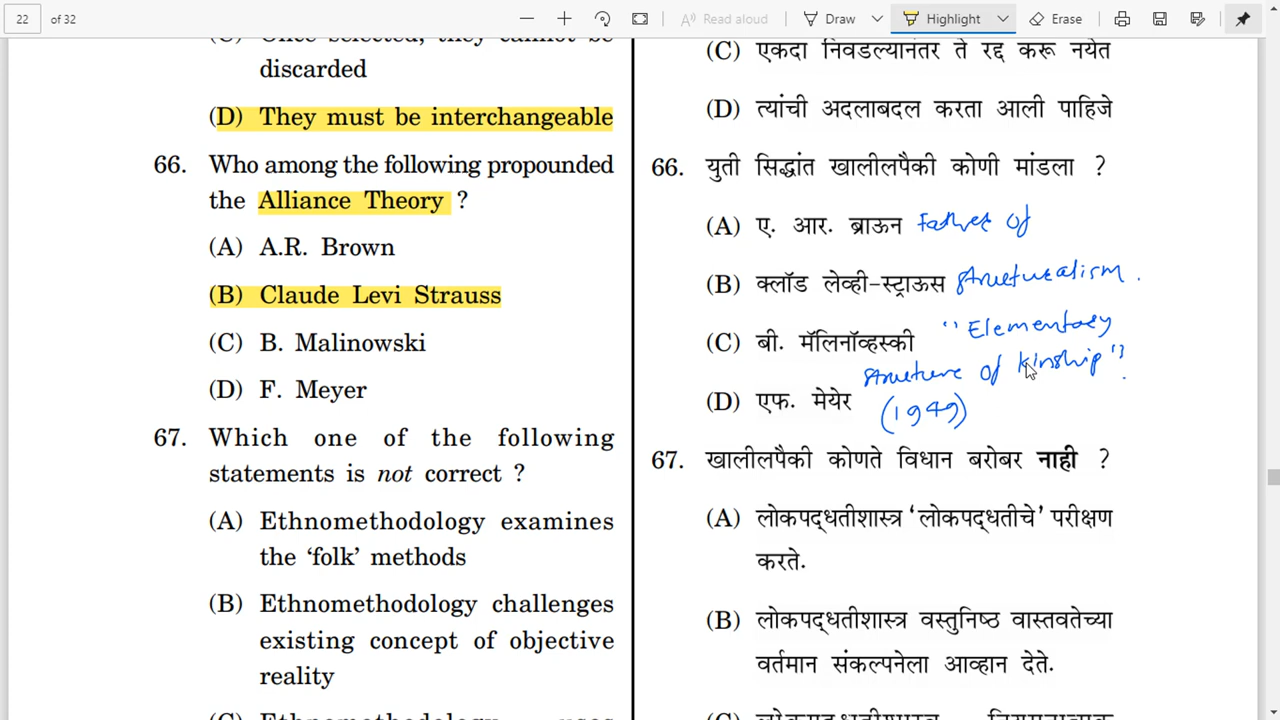 22 of 32
Read aloud
Draw
Highlight
Erase
discarded
(D) They must be interchangeable
66. Who among the following propounded
the Alliance Theory ?
(A) A.R. Brown
(B) Claude Levi Strauss
(C) B. Malinowski
(D) F. Meyer
67. Which one of the following
statements is not correct ?
(A) Ethnomethodology examines
the ‘folk’ methods
(B) Ethnomethodology challenges
existing concept of objective
reality
(C) एकदा निवडल्यानंतर ते रद्द करू नयेत
(D) त्यांची अदलाबदल करता आली पाहिजे
66. युती सिद्धांत खालीलपैकी कोणी मांडला ?
(A) ए. आर. ब्राऊन Father of
(B) क्लॉड लेव्ही-स्ट्राऊस structuralism.
(C) बी. मॅलिनॉव्हस्की "Elementary
structure of Kinship".
(D) एफ. मेयेर (1949)
67. खालीलपैकी कोणते विधान बरोबर नाही ?
(A) लोकपद्धतीशास्त्र ‘लोकपद्धतीचे’ परीक्षण
करते.
(B) लोकपद्धतीशास्त्र वस्तुनिष्ठ वास्तवतेच्या
वर्तमान संकल्पनेला आव्हान देते.